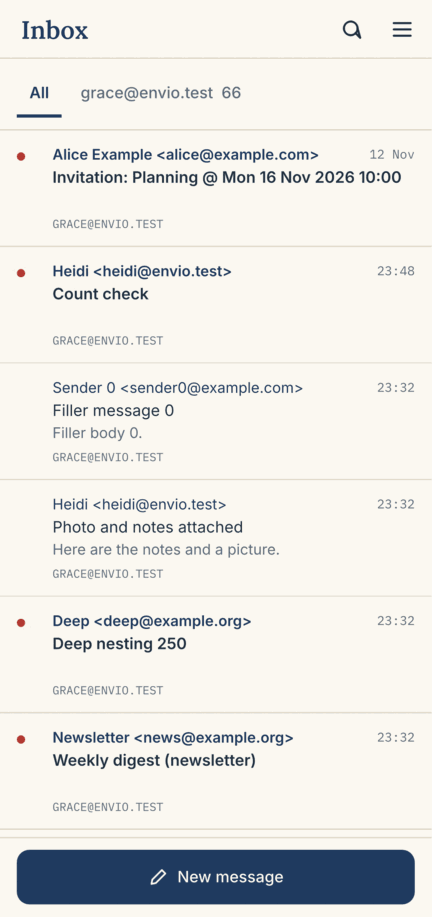 Inbox
All
grace@envio.test 66
Alice Example <alice@example.com> 12 Nov
Invitation: Planning @ Mon 16 Nov 2026 10:00
GRACE@ENVIO.TEST
Heidi <heidi@envio.test> 23:48
Count check
GRACE@ENVIO.TEST
Sender 0 <sender0@example.com> 23:32
Filler message 0
Filler body 0.
GRACE@ENVIO.TEST
Heidi <heidi@envio.test> 23:32
Photo and notes attached
Here are the notes and a picture.
GRACE@ENVIO.TEST
Deep <deep@example.org> 23:32
Deep nesting 250
GRACE@ENVIO.TEST
Newsletter <news@example.org> 23:32
Weekly digest (newsletter)
GRACE@ENVIO.TEST
New message